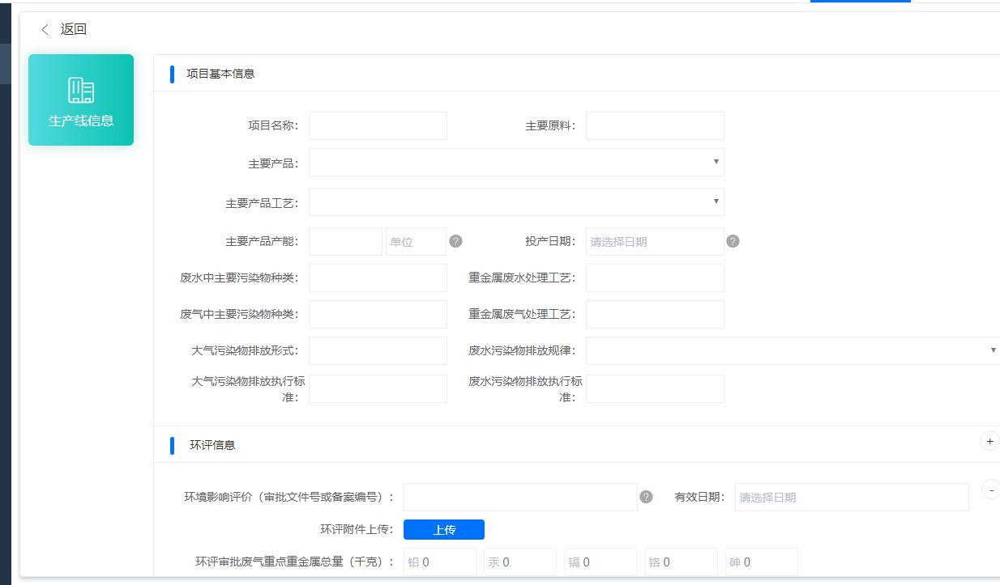 返回
生产线信息
项目基本信息
项目名称： 主要原料：
主要产品：
主要产品工艺：
主要产品产能： 单位 ? 投产日期： 请选择日期 ?
废水中主要污染物种类： 重金属废水处理工艺：
废气中主要污染物种类： 重金属废气处理工艺：
大气污染物排放形式： 废水污染物排放规律：
大气污染物排放执行标 废水污染物排放执行标
准： 准：
环评信息 +
环境影响评价（审批文件号或备案编号）： ? 有效日期： 请选择日期 -
环评附件上传： 上传
环评审批废气重点重金属总量（千克）： 铅 0 汞 0 镉 0 铬 0 砷 0